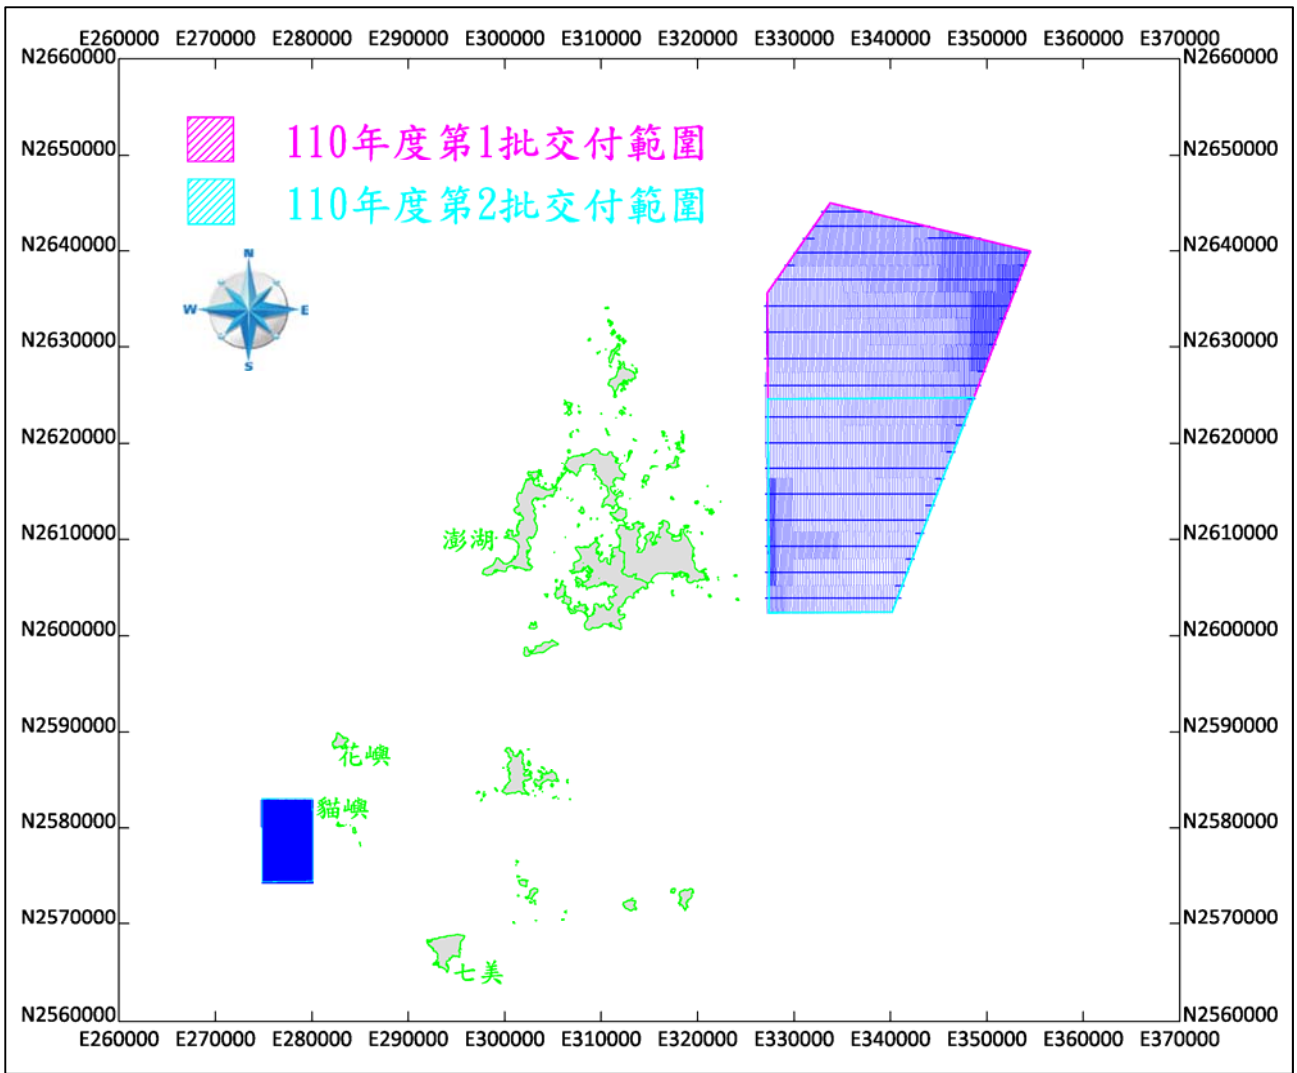 E260000 E270000 E280000 E290000 E300000 E310000 E320000 E330000 E340000 E350000 E360000 E370000
N2660000 N2660000
110年度第1批交付範圍
N2650000 N2650000
110年度第2批交付範圍
N
N2640000 N2640000
W E
S
N2630000 N2630000
N2620000 N2620000
澎湖
N2610000 N2610000
N2600000 N2600000
N2590000 N2590000
花嶼
貓嶼
N2580000 N2580000
N2570000 N2570000
七美
N2560000 N2560000
E260000 E270000 E280000 E290000 E300000 E310000 E320000 E330000 E340000 E350000 E360000 E370000